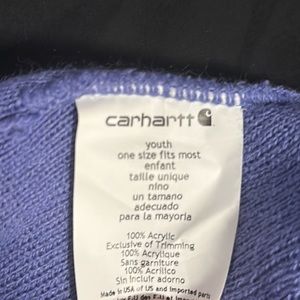 carhartt
youth
one size fits most
enfant
taille unique
nino
un tamano
adecuado
para la mayoria
100% Acrylic
Exclusive of Trimming
100% Acrylique
Sans garniture
100% Acrilico
Sin incluir adorno
Made in USA of US and imported parts